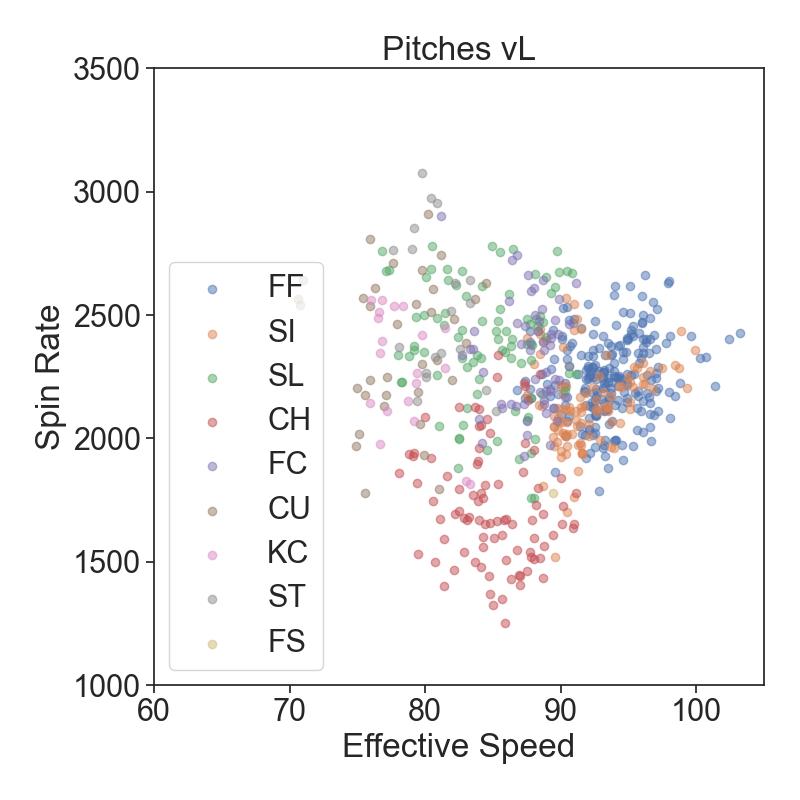 Pitches vL
3500
3000
2500
2000
1500
1000
Spin Rate
FF
SI
SL
CH
FC
CU
KC
ST
FS
60 70 80 90 100
Effective Speed